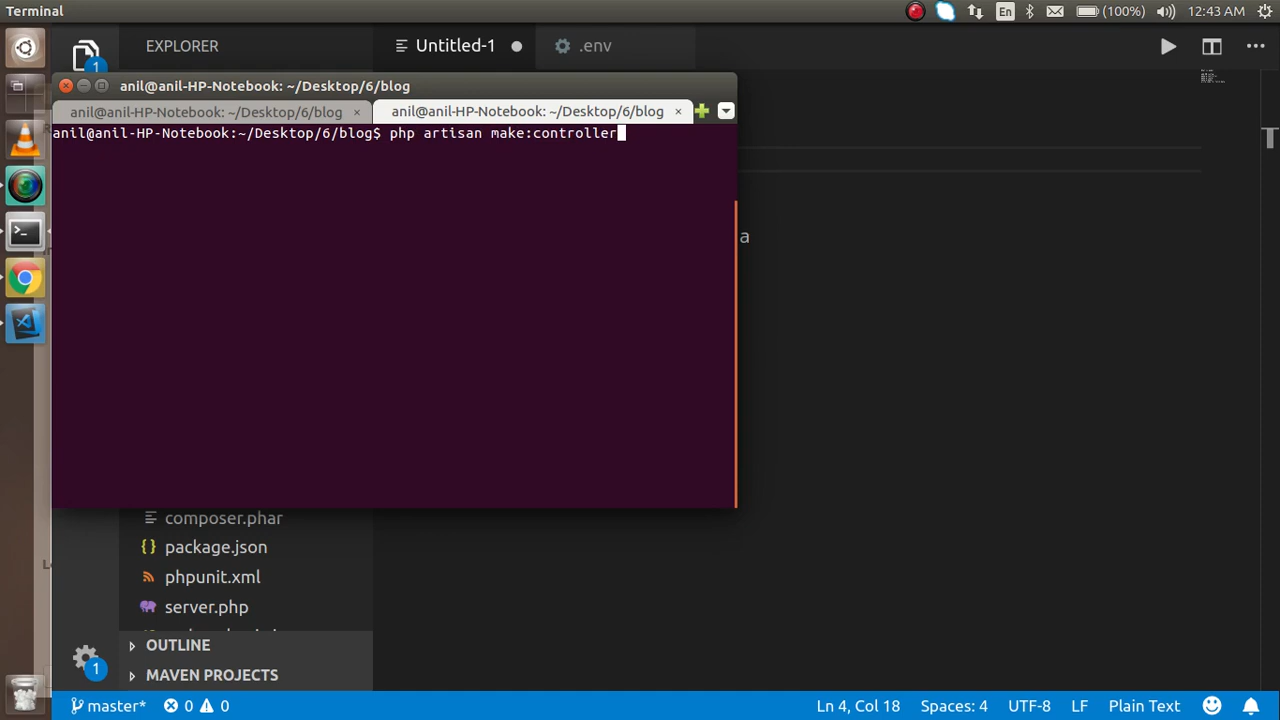 Terminal
En
(100%)
12:43 AM
EXPLORER
Untitled-1
.env
1
anil@anil-HP-Notebook: ~/Desktop/6/blog
anil@anil-HP-Notebook: ~/Desktop/6/blog
anil@anil-HP-Notebook: ~/Desktop/6/blog
anil@anil-HP-Notebook:~/Desktop/6/blog$ php artisan make:controller
a
composer.phar
package.json
phpunit.xml
server.php
OUTLINE
1
MAVEN PROJECTS
master*
0
0
Ln 4, Col 18
Spaces: 4
UTF-8
LF
Plain Text